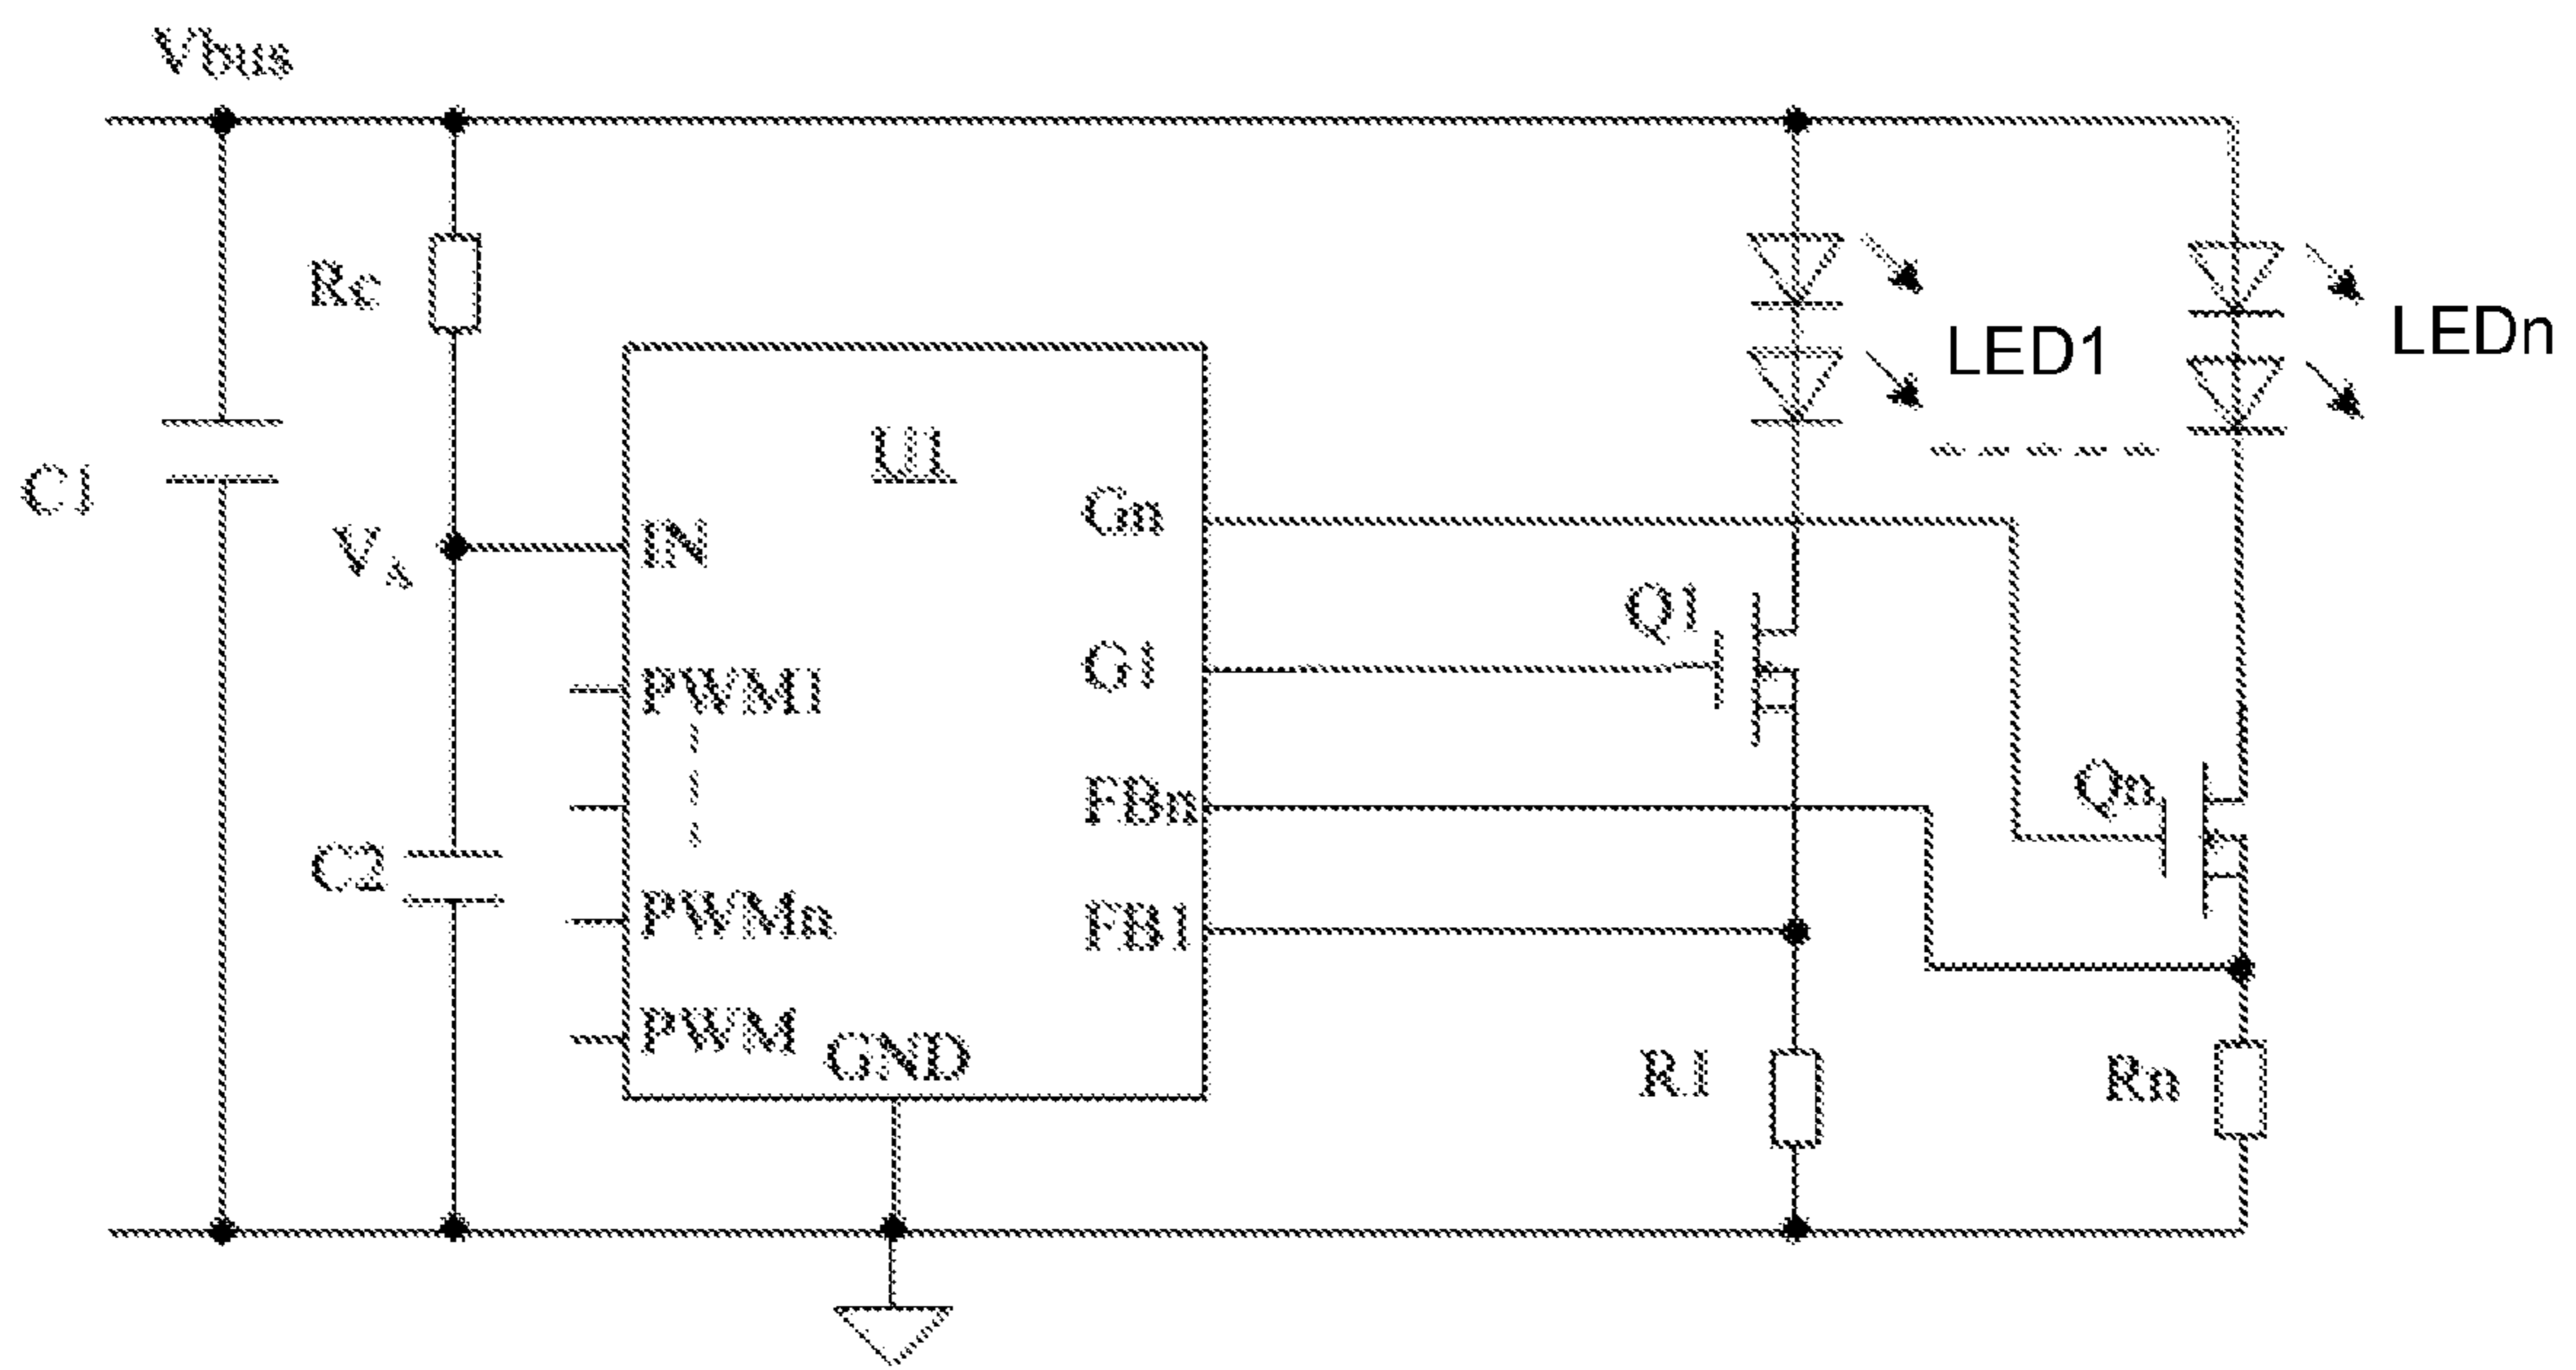 Vbus
Rc
LED1
LEDn
U1
C1
Gn
VA
IN
Q1
G1
PWM1
Qn
FBn
C2
PWMn
FB1
PWM
GND
R1
Rn